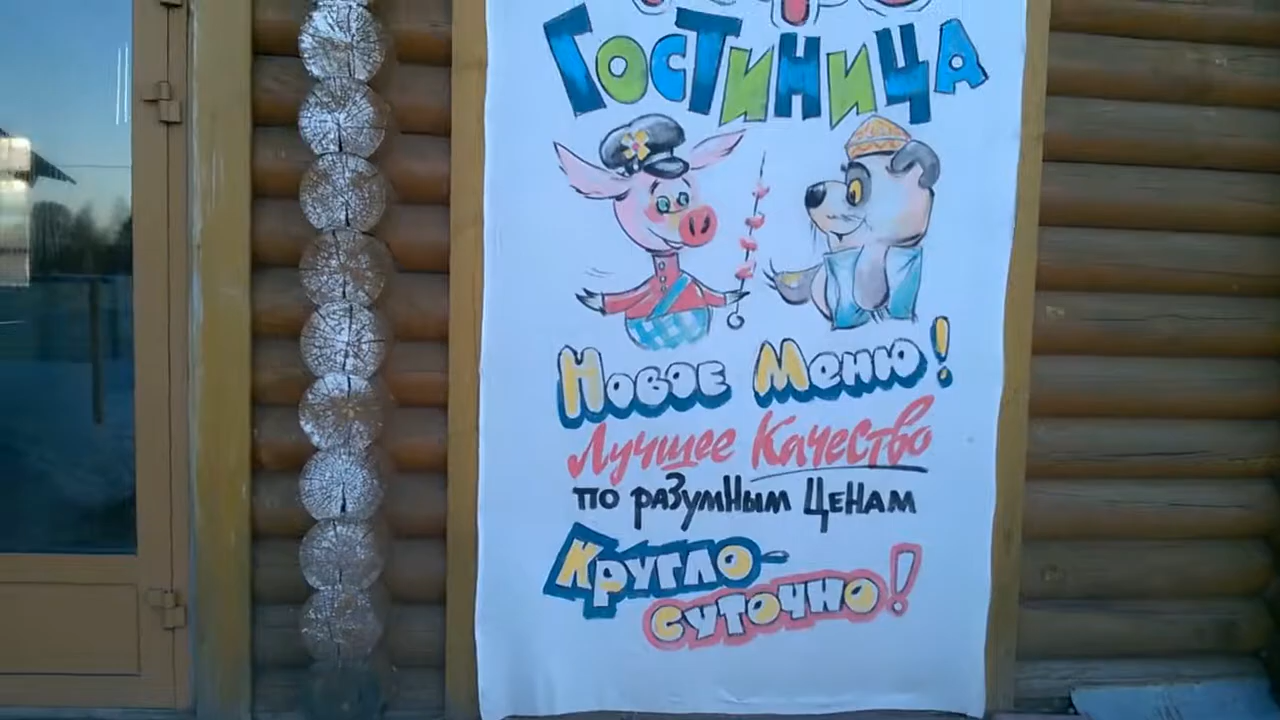 ГОСТИНИЦА
Новое Меню!
Лучшее Качество
по разумным ценам
Кругло-
суточно!